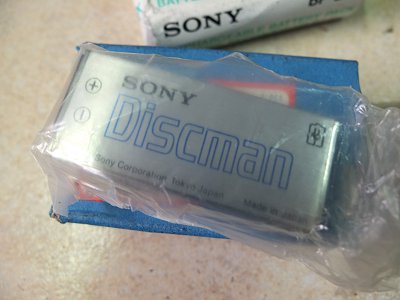 SONY
SONY
Discman
Sony Corporation Tokyo Japan
Made in Japan